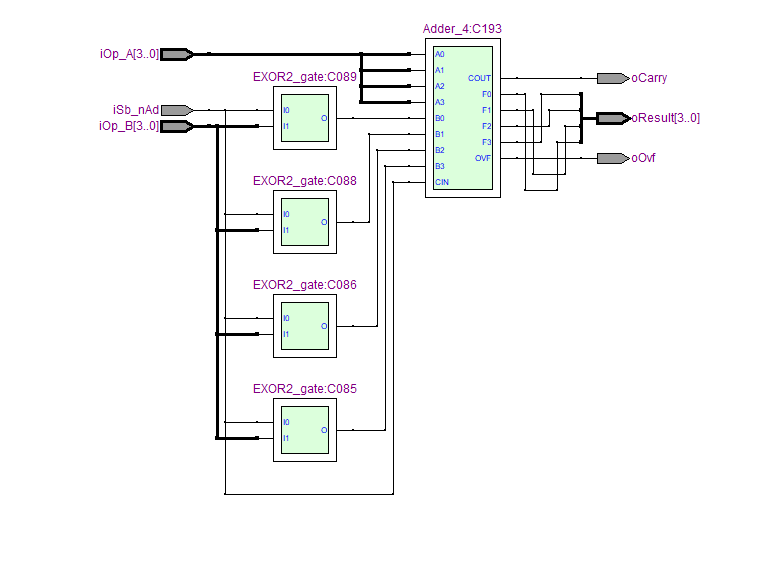 Adder_4:C193
iOp_A[3..0]
A0
A1
A2
A3
B0
B1
B2
B3
CIN
COUT
F0
F1
F2
F3
OVF
oCarry
oResult[3..0]
oOvf
EXOR2_gate:C089
iSb_nAd
iOp_B[3..0]
I0
I1
O
EXOR2_gate:C088
I0
I1
O
EXOR2_gate:C086
I0
I1
O
EXOR2_gate:C085
I0
I1
O